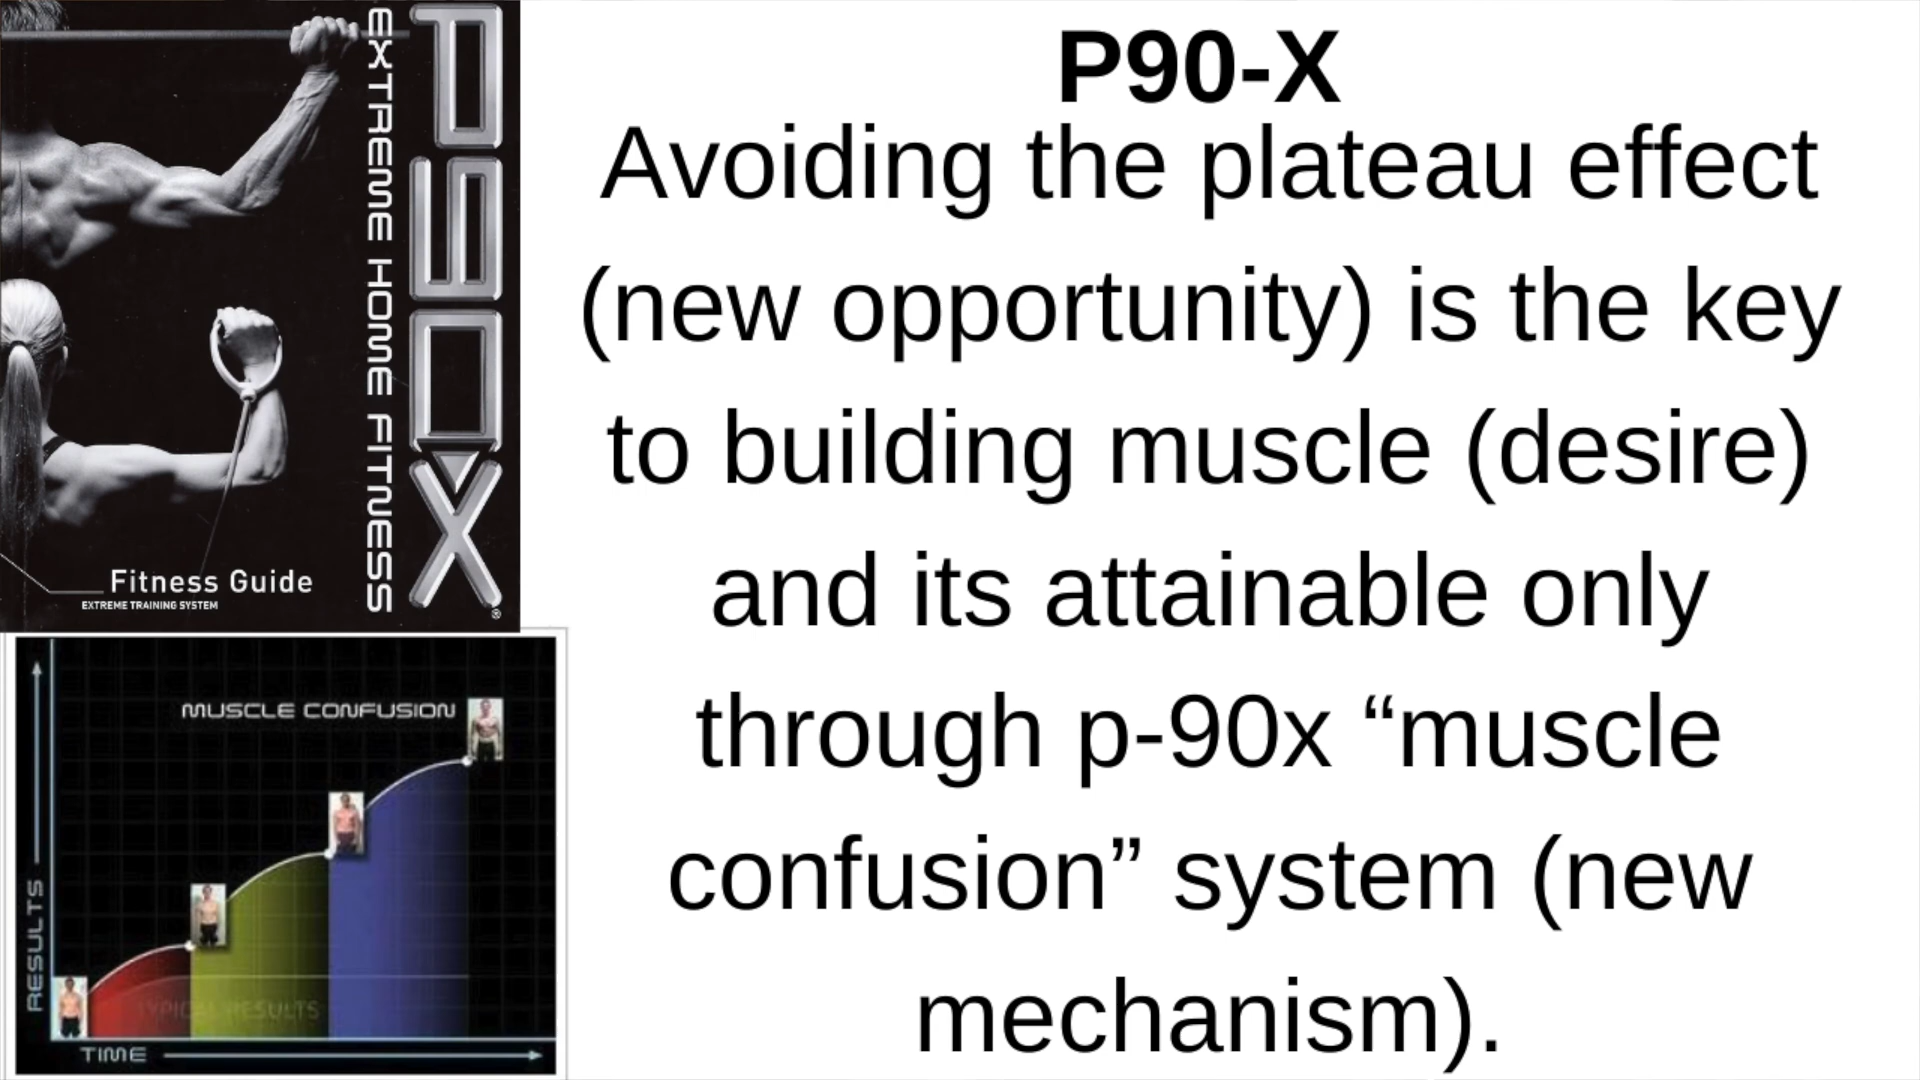 P90X
EXTREME HOME FITNESS
Fitness Guide
EXTREME TRAINING SYSTEM
®
P90-X
Avoiding the plateau effect
(new opportunity) is the key
to building muscle (desire)
and its attainable only
through p-90x “muscle
confusion” system (new
mechanism).
MUSCLE CONFUSION
RESULTS
TYPICAL RESULTS
TIME